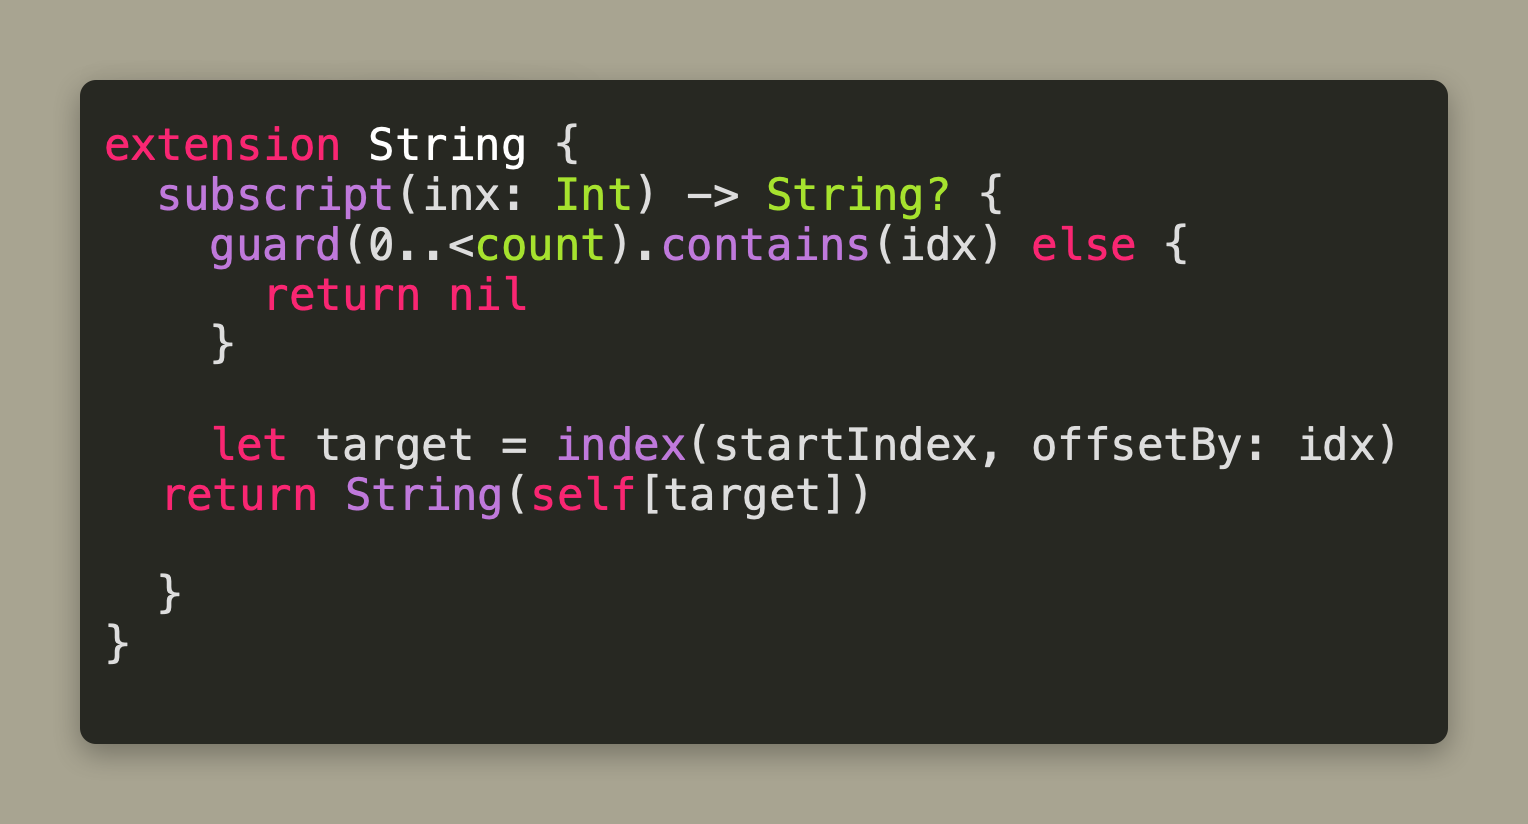 extension String {
  subscript(inx: Int) -> String? {
    guard(0..<count).contains(idx) else {
      return nil
    }

    let target = index(startIndex, offsetBy: idx)
  return String(self[target])

  }
}